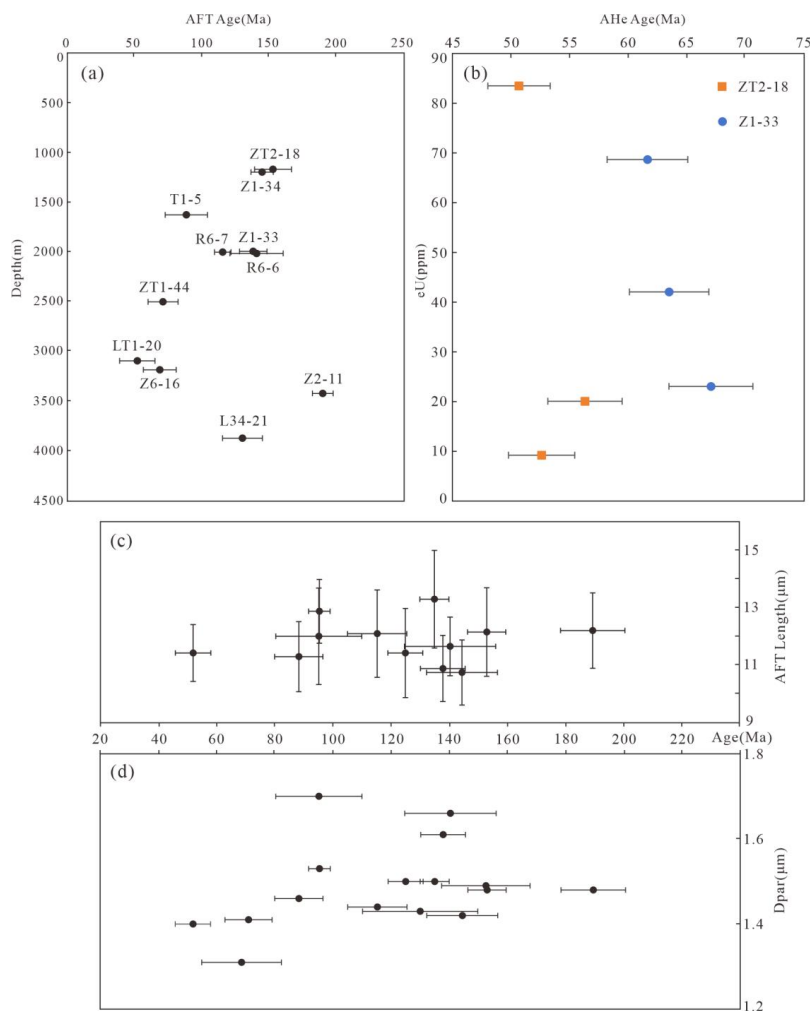 AFT Age(Ma)
0 50 100 150 200 250
(a)
Depth(m)
0
500
1000
1500
2000
2500
3000
3500
4000
4500
ZT2-18
Z1-34
T1-5
R6-7
Z1-33
R6-6
ZT1-44
LT1-20
Z6-16
Z2-11
L34-21
AHe Age(Ma)
45 50 55 60 65 70 75
(b)
eU(ppm)
90
80
70
60
50
40
30
20
10
0
ZT2-18
Z1-33
(c)
AFT Length(μm)
15
13
11
9
20 40 60 80 100 120 140 160 180 200 220 Age(Ma)
(d)
Dpar(μm)
1.8
1.6
1.4
1.2